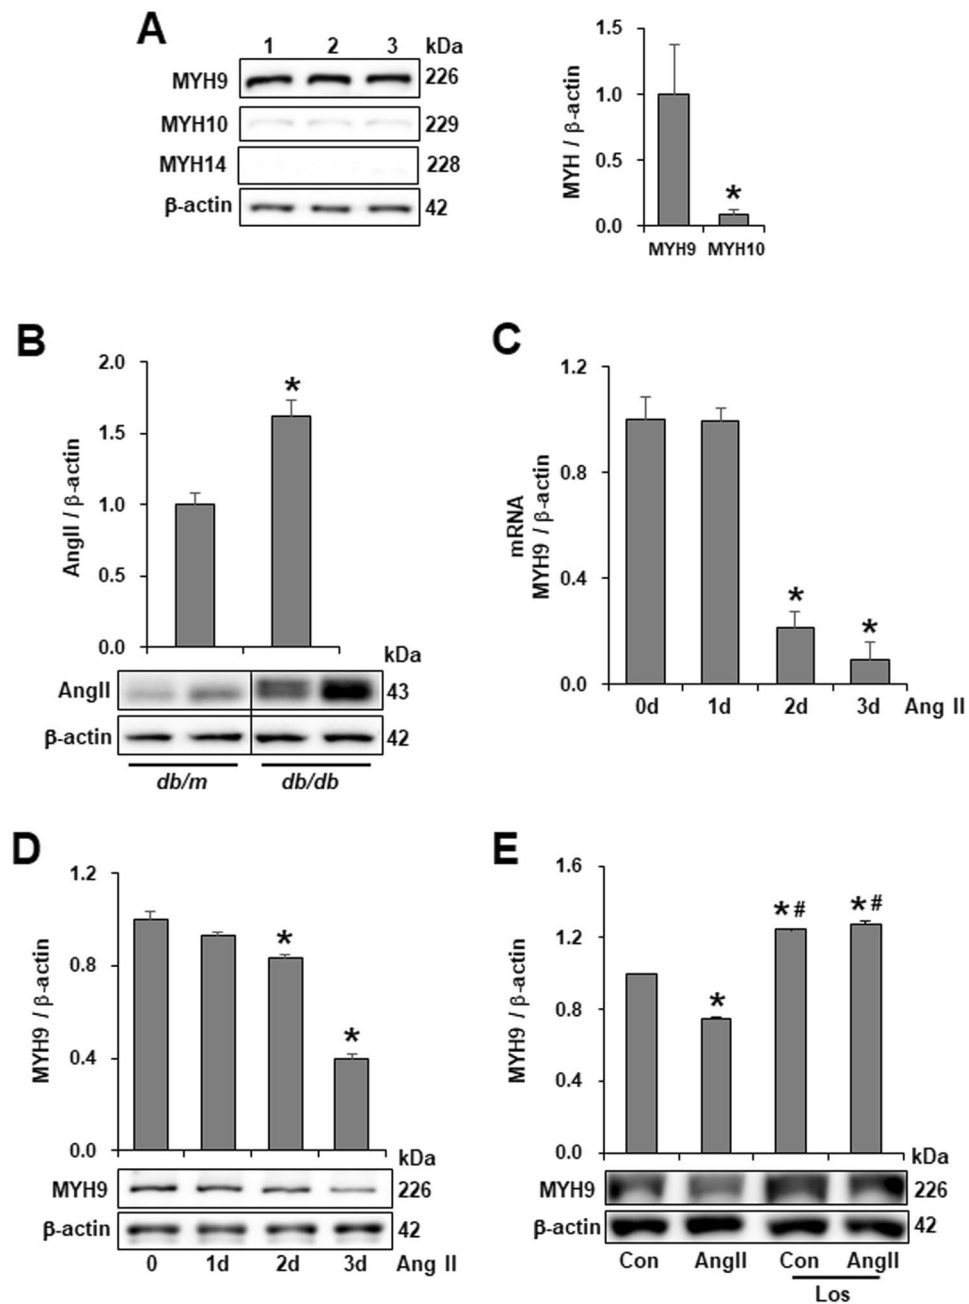 A
1 2 3 kDa
MYH9 226
MYH10 229
MYH14 228
β-actin 42
MYH / β-actin
1.5
1.0
0.5
0.0
*
MYH9 MYH10
B
AngII / β-actin
2.0
1.5
1.0
0.5
0.0
*
kDa
AngII 43
β-actin 42
db/m db/db
C
mRNA
MYH9 / β-actin
1.2
0.8
0.4
0.0
* *
0d 1d 2d 3d Ang II
D
MYH9 / β-actin
1.2
0.8
0.4
0.0
* *
kDa
MYH9 226
β-actin 42
0 1d 2d 3d Ang II
E
MYH9 / β-actin
1.6
1.2
0.8
0.4
0.0
* *# *#
kDa
MYH9 226
β-actin 42
Con AngII Con AngII
Los